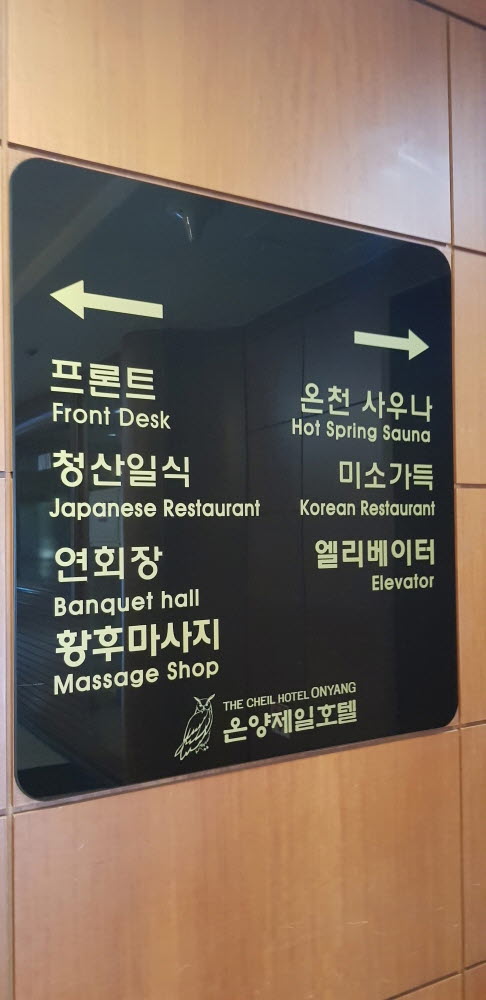 프론트
Front Desk
청산일식
Japanese Restaurant
연회장
Banquet hall
황후마사지
Massage Shop
온천 사우나
Hot Spring Sauna
미소가득
Korean Restaurant
엘리베이터
Elevator
THE CHEIL HOTEL ONYANG
온양제일호텔